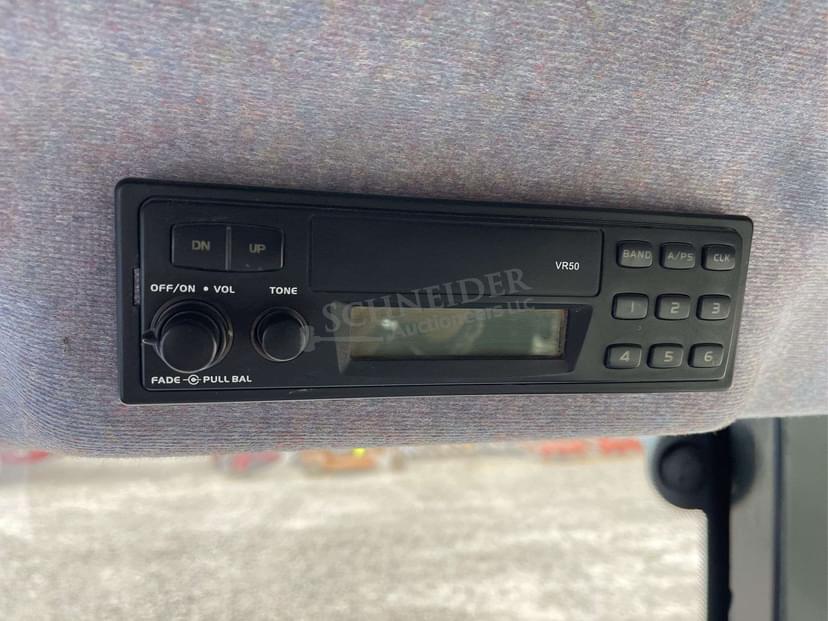 DN UP
VR50
BAND A/PS CLK
OFF/ON • VOL TONE
1 2 3
SCHNEIDER
Auctioneers LLC
4 5 6
FADE PULL BAL